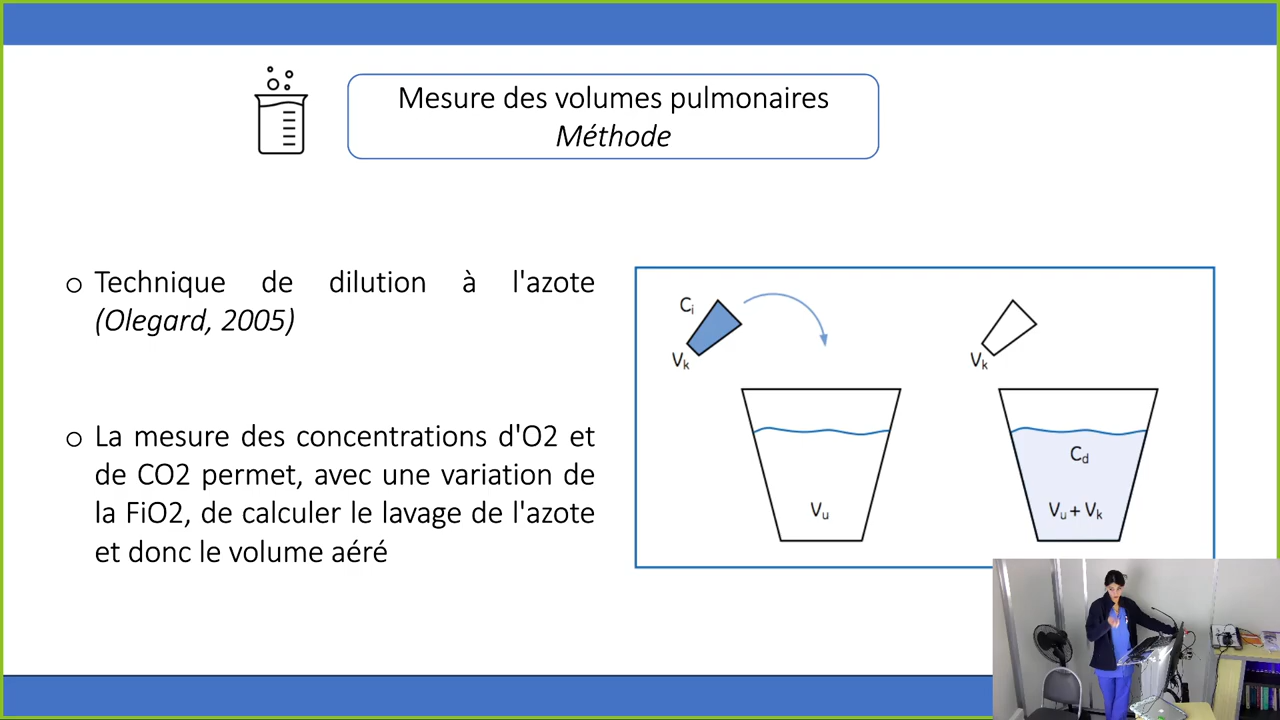 Mesure des volumes pulmonaires
Méthode
o Technique de dilution à l'azote
(Olegard, 2005)
o La mesure des concentrations d'O2 et
de CO2 permet, avec une variation de
la FiO2, de calculer le lavage de l'azote
et donc le volume aéré
Ci
Vk
Vu
Vk
Cd
Vu + Vk